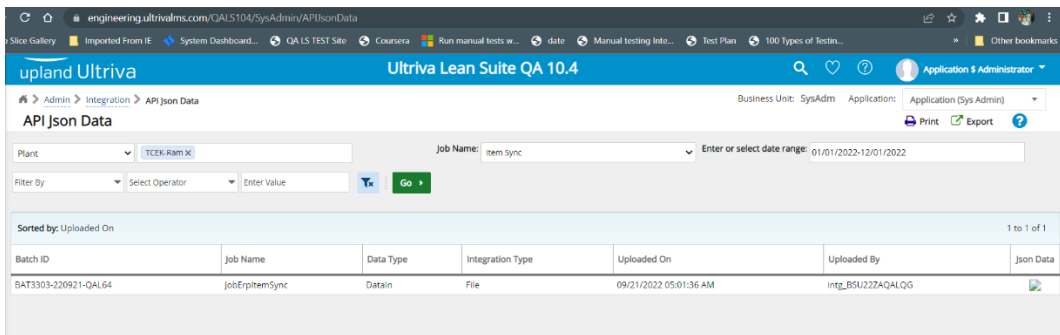 engineering.ultrivalms.com/QALS104/SysAdmin/APIJsonData
Slice Gallery Imported From IE System Dashboard... QA LS TEST Site Coursera Run manual tests w... date Manual testing Inte... Test Plan 100 Types of Testin... » Other bookmarks
upland Ultriva Ultriva Lean Suite QA 10.4 Application $ Administrator
Admin > Integration > API Json Data Business Unit: SysAdm Application: Application (Sys Admin)
API Json Data Print Export ?
Plant TCEK-Ram × Job Name: Item Sync Enter or select date range: 01/01/2022-12/01/2022
Filter By Select Operator Enter Value Tx Go
Sorted by: Uploaded On 1 to 1 of 1
Batch ID Job Name Data Type Integration Type Uploaded On Uploaded By Json Data
BAT3303-220921-QAL64 JobErpItemSync DataIn File 09/21/2022 05:01:36 AM intg_BSU22ZAQALQG